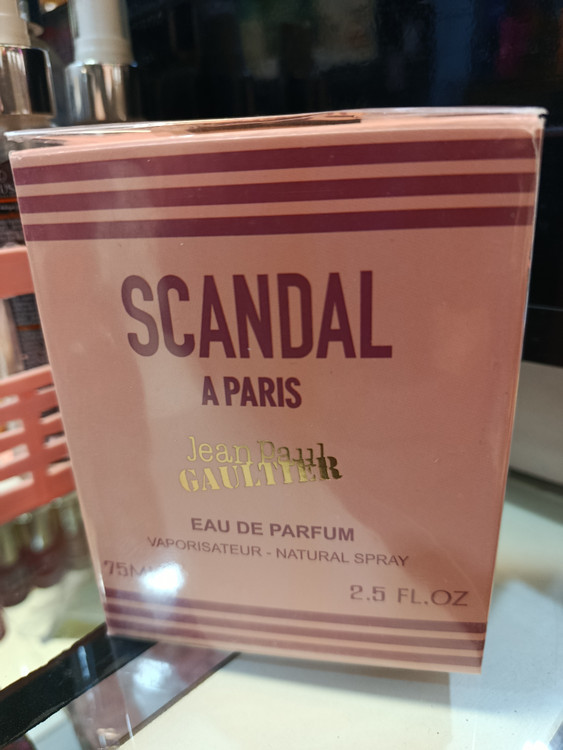 SCANDAL
A PARIS
Jean Paul
GAULTIER
EAU DE PARFUM
VAPORISATEUR - NATURAL SPRAY
2.5 FL.OZ